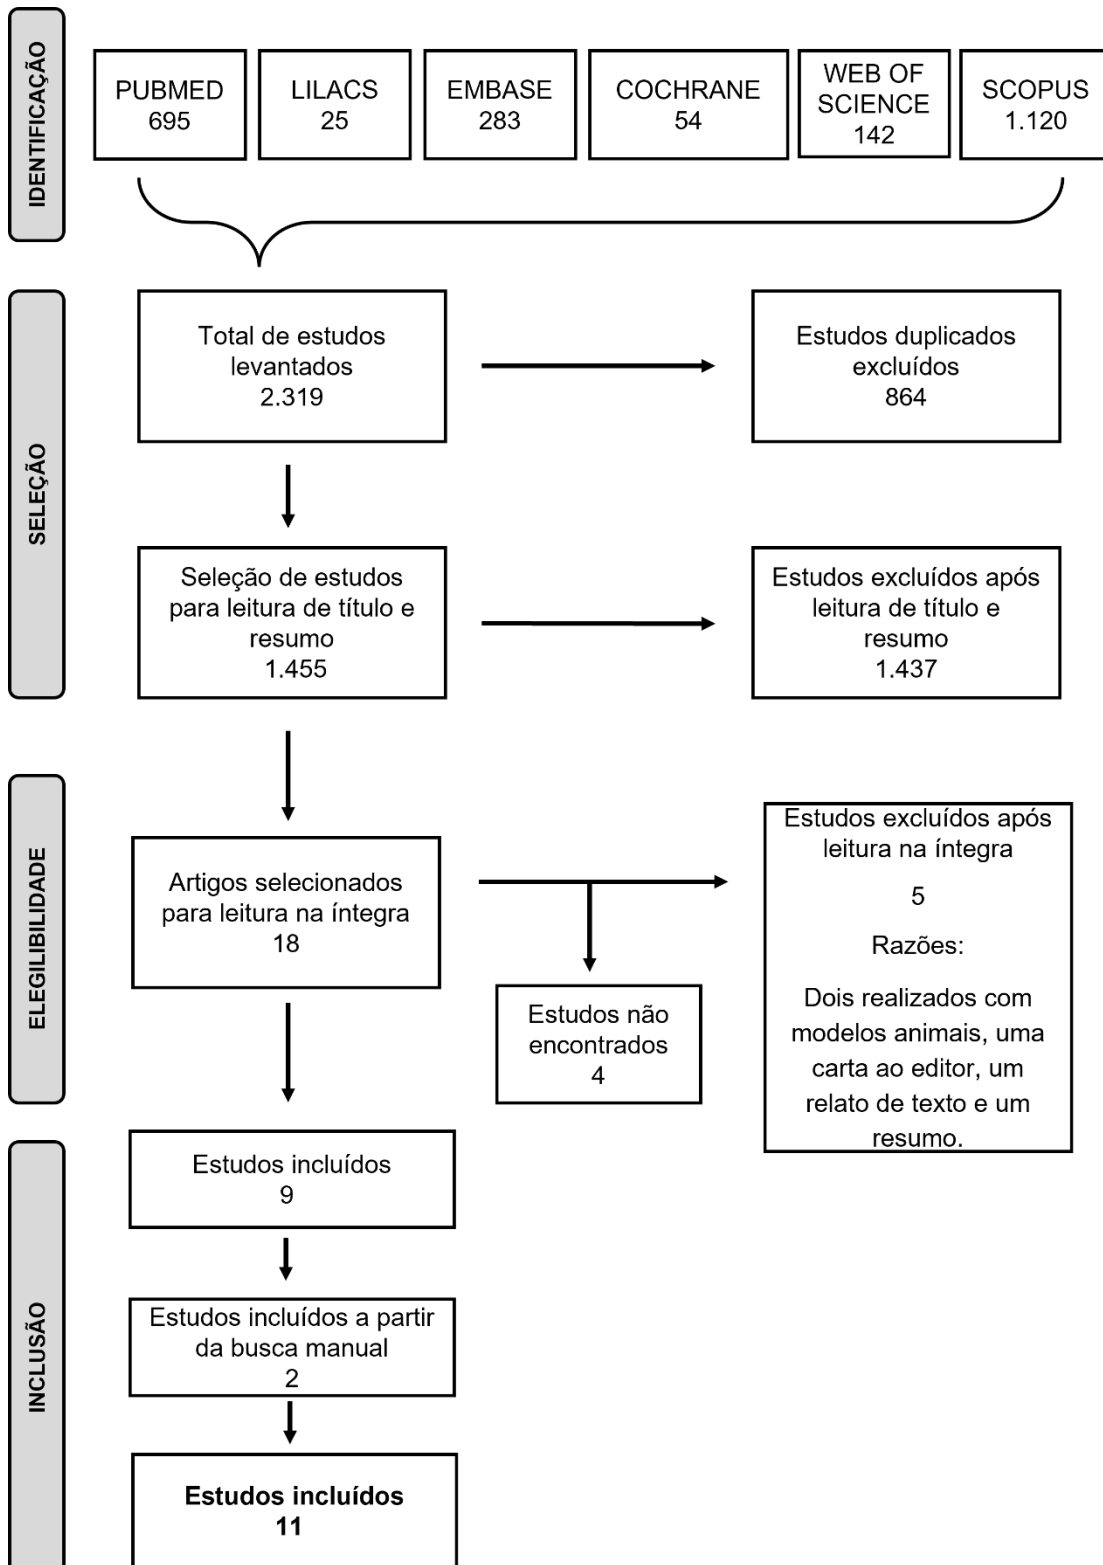 IDENTIFICAÇÃO
PUBMED
695
LILACS
25
EMBASE
283
COCHRANE
54
WEB OF
SCIENCE
142
SCOPUS
1.120
SELEÇÃO
Total de estudos
levantados
2.319
Estudos duplicados
excluídos
864
Seleção de estudos
para leitura de título e
resumo
1.455
Estudos excluídos após
leitura de título e
resumo
1.437
ELEGILIBILIDADE
Artigos selecionados
para leitura na íntegra
18
Estudos não
encontrados
4
Estudos excluídos após
leitura na íntegra
5
Razões:
Dois realizados com
modelos animais, uma
carta ao editor, um
relato de texto e um
resumo.
INCLUSÃO
Estudos incluídos
9
Estudos incluídos a partir
da busca manual
2
Estudos incluídos
11